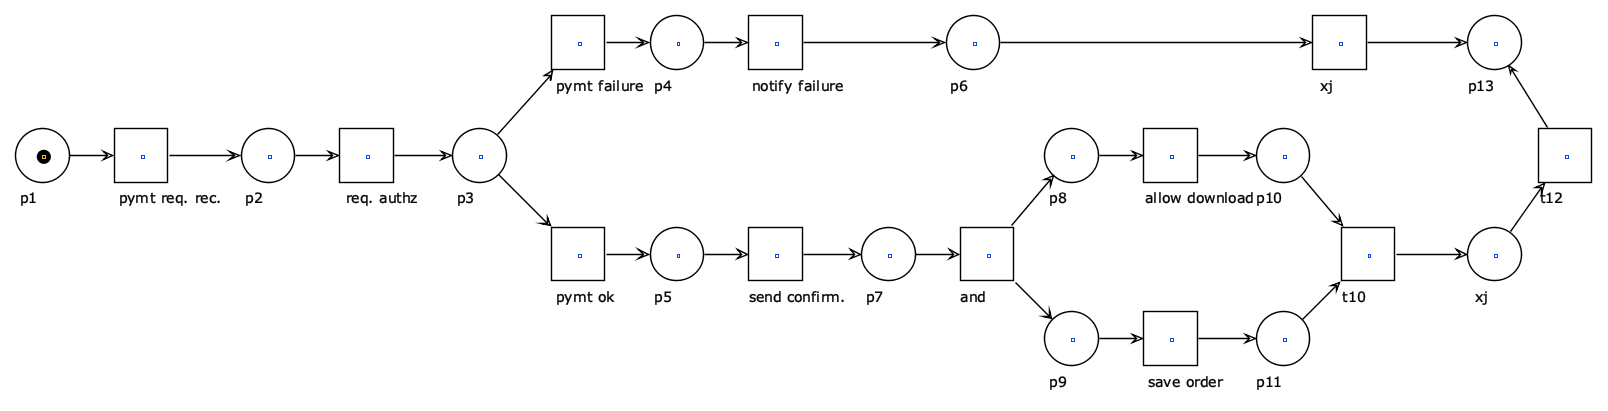 pymt failure
p4
notify failure
p6
xj
p13
p1
pymt req. rec.
p2
req. authz
p3
p8
allow download
p10
t12
pymt ok
p5
send confirm.
p7
and
t10
xj
p9
save order
p11